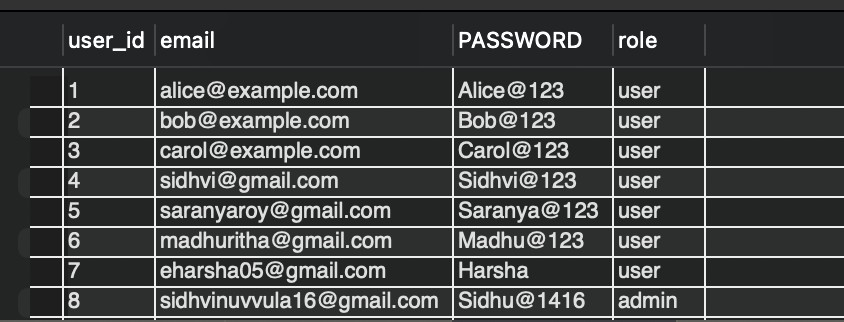 user_id email PASSWORD role
1 alice@example.com Alice@123 user
2 bob@example.com Bob@123 user
3 carol@example.com Carol@123 user
4 sidhvi@gmail.com Sidhvi@123 user
5 saranyaroy@gmail.com Saranya@123 user
6 madhuritha@gmail.com Madhu@123 user
7 eharsha05@gmail.com Harsha user
8 sidhvinuvvula16@gmail.com Sidhu@1416 admin